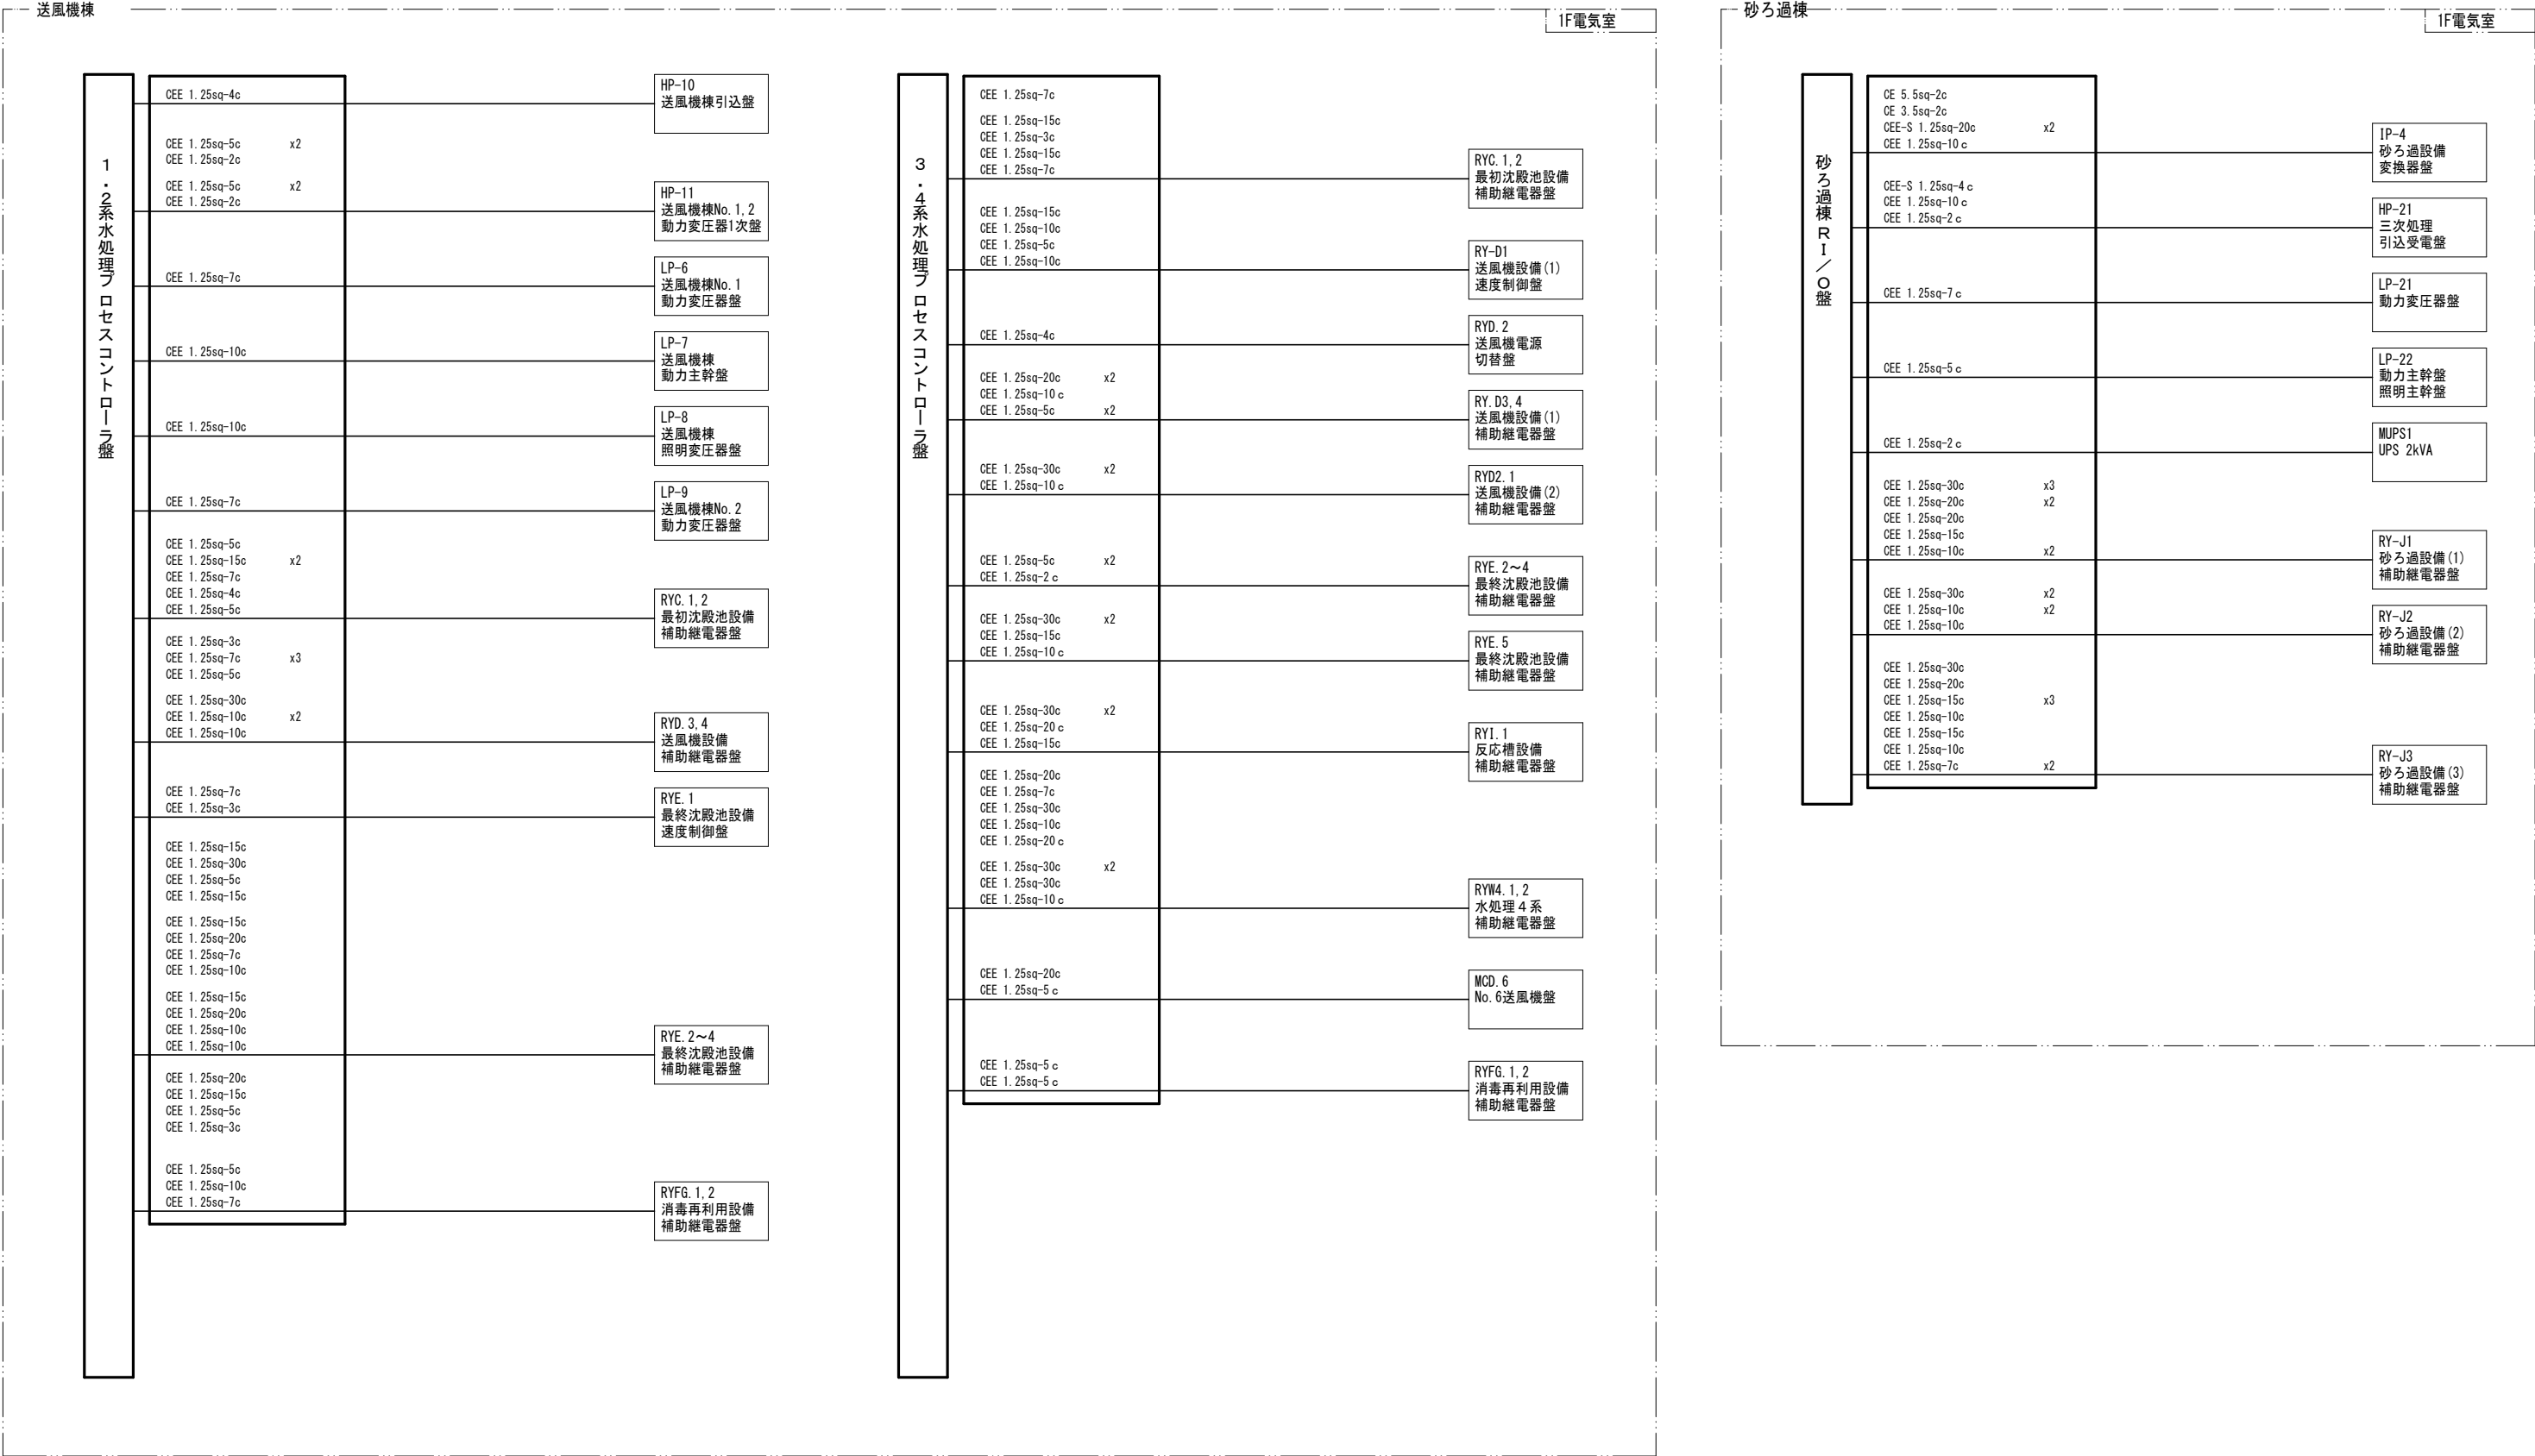 送風機棟
1F電気室
1・2系水処理プロセスコントローラ盤
CEE 1.25sq-4c
HP-10
送風機棟引込盤
CEE 1.25sq-5c x2
CEE 1.25sq-2c
CEE 1.25sq-5c x2
CEE 1.25sq-2c
HP-11
送風機棟No.1,2
動力変圧器1次盤
CEE 1.25sq-7c
LP-6
送風機棟No.1
動力変圧器盤
CEE 1.25sq-10c
LP-7
送風機棟
動力主幹盤
CEE 1.25sq-10c
LP-8
送風機棟
照明変圧器盤
CEE 1.25sq-7c
LP-9
送風機棟No.2
動力変圧器盤
CEE 1.25sq-5c
CEE 1.25sq-15c x2
CEE 1.25sq-7c
CEE 1.25sq-4c
CEE 1.25sq-5c
RYC.1,2
最初沈殿池設備
補助継電器盤
CEE 1.25sq-3c
CEE 1.25sq-7c x3
CEE 1.25sq-5c
CEE 1.25sq-30c
CEE 1.25sq-10c x2
CEE 1.25sq-10c
RYD.3,4
送風機設備
補助継電器盤
CEE 1.25sq-7c
CEE 1.25sq-3c
RYE.1
最終沈殿池設備
速度制御盤
CEE 1.25sq-15c
CEE 1.25sq-30c
CEE 1.25sq-5c
CEE 1.25sq-15c
CEE 1.25sq-15c
CEE 1.25sq-20c
CEE 1.25sq-7c
CEE 1.25sq-10c
CEE 1.25sq-15c
CEE 1.25sq-20c
CEE 1.25sq-10c
CEE 1.25sq-10c
RYE.2～4
最終沈殿池設備
補助継電器盤
CEE 1.25sq-20c
CEE 1.25sq-15c
CEE 1.25sq-5c
CEE 1.25sq-3c
CEE 1.25sq-5c
CEE 1.25sq-10c
CEE 1.25sq-7c
RYFG.1,2
消毒再利用設備
補助継電器盤
3・4系水処理プロセスコントローラ盤
CEE 1.25sq-7c
CEE 1.25sq-15c
CEE 1.25sq-3c
CEE 1.25sq-15c
CEE 1.25sq-7c
RYC.1,2
最初沈殿池設備
補助継電器盤
CEE 1.25sq-15c
CEE 1.25sq-10c
CEE 1.25sq-5c
CEE 1.25sq-10c
RY-D1
送風機設備(1)
速度制御盤
CEE 1.25sq-4c
RYD.2
送風機電源
切替盤
CEE 1.25sq-20c x2
CEE 1.25sq-10c
CEE 1.25sq-5c x2
RY.D3,4
送風機設備(1)
補助継電器盤
CEE 1.25sq-30c x2
CEE 1.25sq-10c
RYD2.1
送風機設備(2)
補助継電器盤
CEE 1.25sq-5c x2
CEE 1.25sq-2c
RYE.2～4
最終沈殿池設備
補助継電器盤
CEE 1.25sq-30c x2
CEE 1.25sq-15c
CEE 1.25sq-10c
RYE.5
最終沈殿池設備
補助継電器盤
CEE 1.25sq-30c x2
CEE 1.25sq-20c
CEE 1.25sq-15c
RYI.1
反応槽設備
補助継電器盤
CEE 1.25sq-20c
CEE 1.25sq-7c
CEE 1.25sq-30c
CEE 1.25sq-10c
CEE 1.25sq-20c
CEE 1.25sq-30c x2
CEE 1.25sq-30c
CEE 1.25sq-10c
RYW4.1,2
水処理４系
補助継電器盤
CEE 1.25sq-20c
CEE 1.25sq-5c
MCD.6
No.6送風機盤
CEE 1.25sq-5c
CEE 1.25sq-5c
RYFG.1,2
消毒再利用設備
補助継電器盤
砂ろ過棟
1F電気室
砂ろ過棟ＲＩ／Ｏ盤
CE 5.5sq-2c
CE 3.5sq-2c
CEE-S 1.25sq-20c x2
CEE 1.25sq-10c
IP-4
砂ろ過設備
変換器盤
CEE-S 1.25sq-4c
CEE 1.25sq-10c
CEE 1.25sq-2c
HP-21
三次処理
引込受電盤
CEE 1.25sq-7c
LP-21
動力変圧器盤
CEE 1.25sq-5c
LP-22
動力主幹盤
照明主幹盤
CEE 1.25sq-2c
MUPS1
UPS 2kVA
CEE 1.25sq-30c x3
CEE 1.25sq-20c x2
CEE 1.25sq-20c
CEE 1.25sq-15c
CEE 1.25sq-10c x2
RY-J1
砂ろ過設備(1)
補助継電器盤
CEE 1.25sq-30c x2
CEE 1.25sq-10c x2
CEE 1.25sq-10c
RY-J2
砂ろ過設備(2)
補助継電器盤
CEE 1.25sq-30c
CEE 1.25sq-20c
CEE 1.25sq-15c x3
CEE 1.25sq-10c
CEE 1.25sq-15c
CEE 1.25sq-10c
CEE 1.25sq-7c x2
RY-J3
砂ろ過設備(3)
補助継電器盤